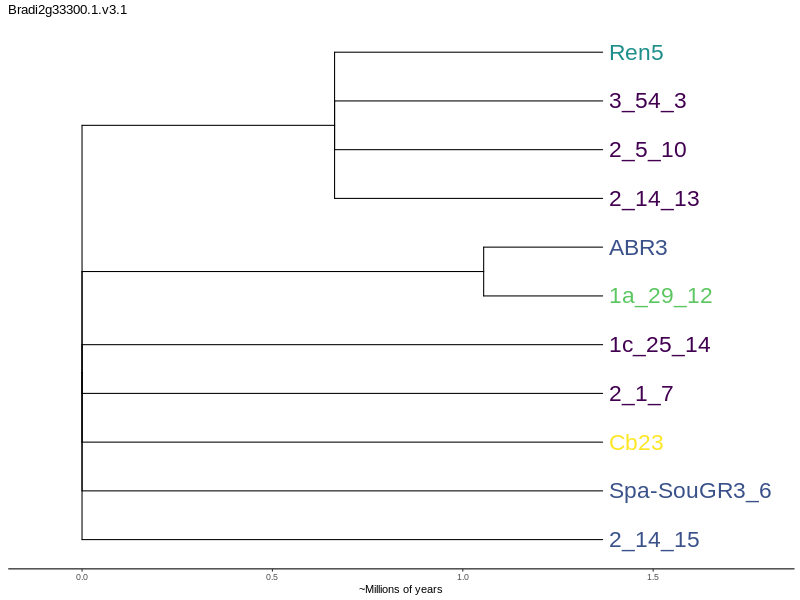 Bradi2g33300.1.v3.1
Ren5
3_54_3
2_5_10
2_14_13
ABR3
1a_29_12
1c_25_14
2_1_7
Cb23
Spa-SouGR3_6
2_14_15
0.0 0.5 1.0 1.5
~Millions of years